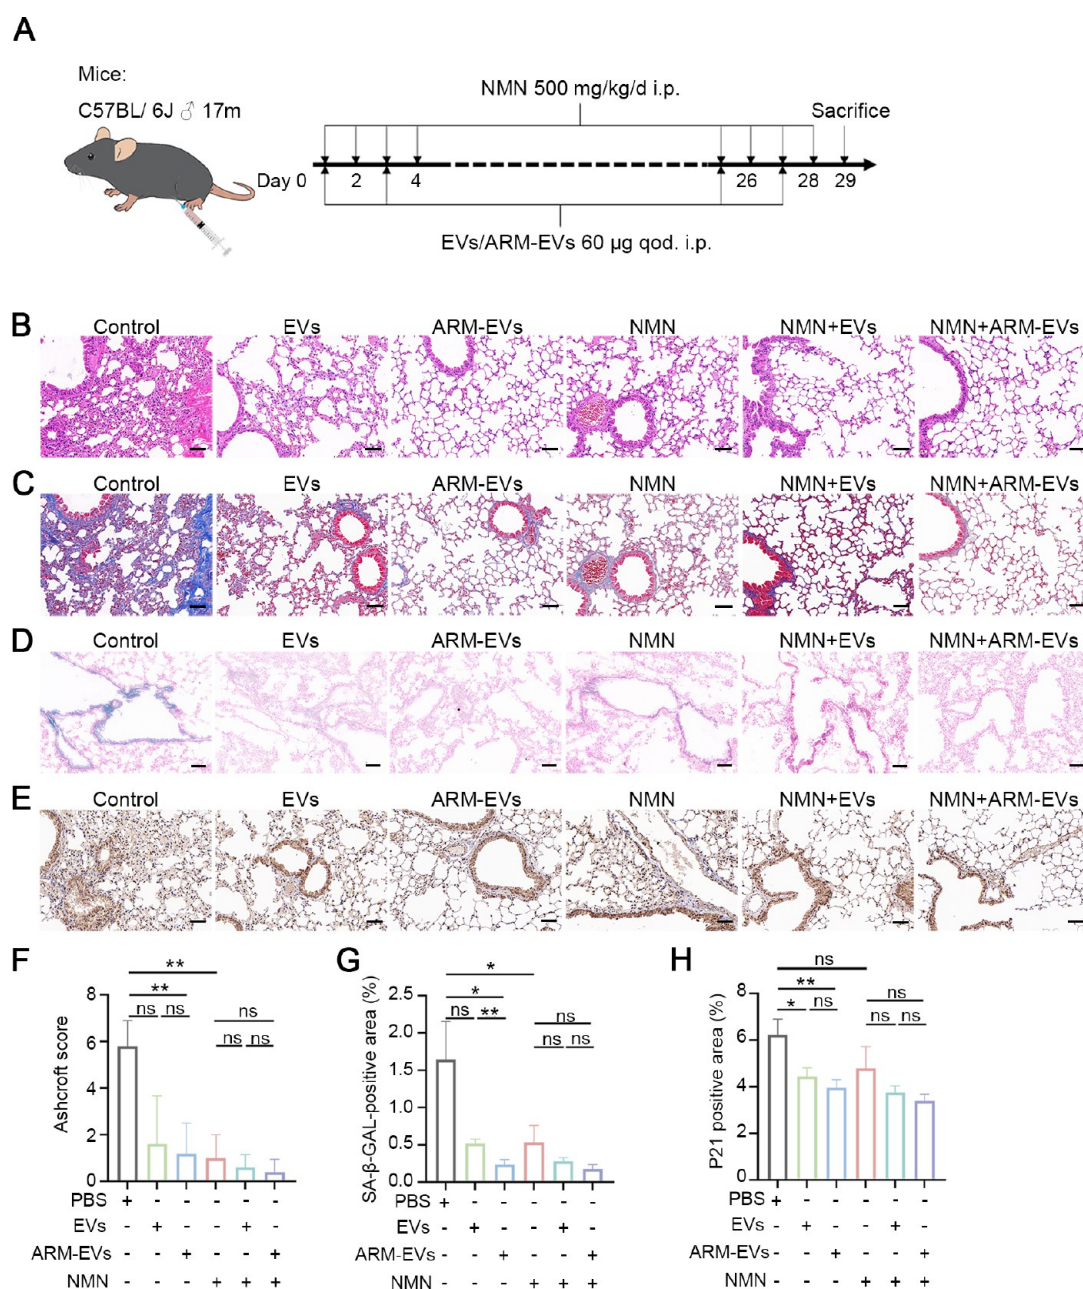 A
Mice:
C57BL/ 6J ♂ 17m
NMN 500 mg/kg/d i.p.
Sacrifice
Day 0 2 4 26 28 29
EVs/ARM-EVs 60 µg qod. i.p.
B Control EVs ARM-EVs NMN NMN+EVs NMN+ARM-EVs
C Control EVs ARM-EVs NMN NMN+EVs NMN+ARM-EVs
D Control EVs ARM-EVs NMN NMN+EVs NMN+ARM-EVs
E Control EVs ARM-EVs NMN NMN+EVs NMN+ARM-EVs
F
**
**
ns
ns ns
ns ns
Ashcroft score
8
6
4
2
0
PBS + - - - - -
EVs - + - - + -
ARM-EVs - - + - - +
NMN - - - + + +
G
*
*
ns
ns **
ns ns
SA-β-GAL-positive area (%)
2.5
2.0
1.5
1.0
0.5
0.0
PBS + - - - - -
EVs - + - - + -
ARM-EVs - - + - - +
NMN - - - + + +
H
ns
**
ns
* ns
ns ns
P21 positive area (%)
8
6
4
2
0
PBS + - - - - -
EVs - + - - + -
ARM-EVs - - + - - +
NMN - - - + + +